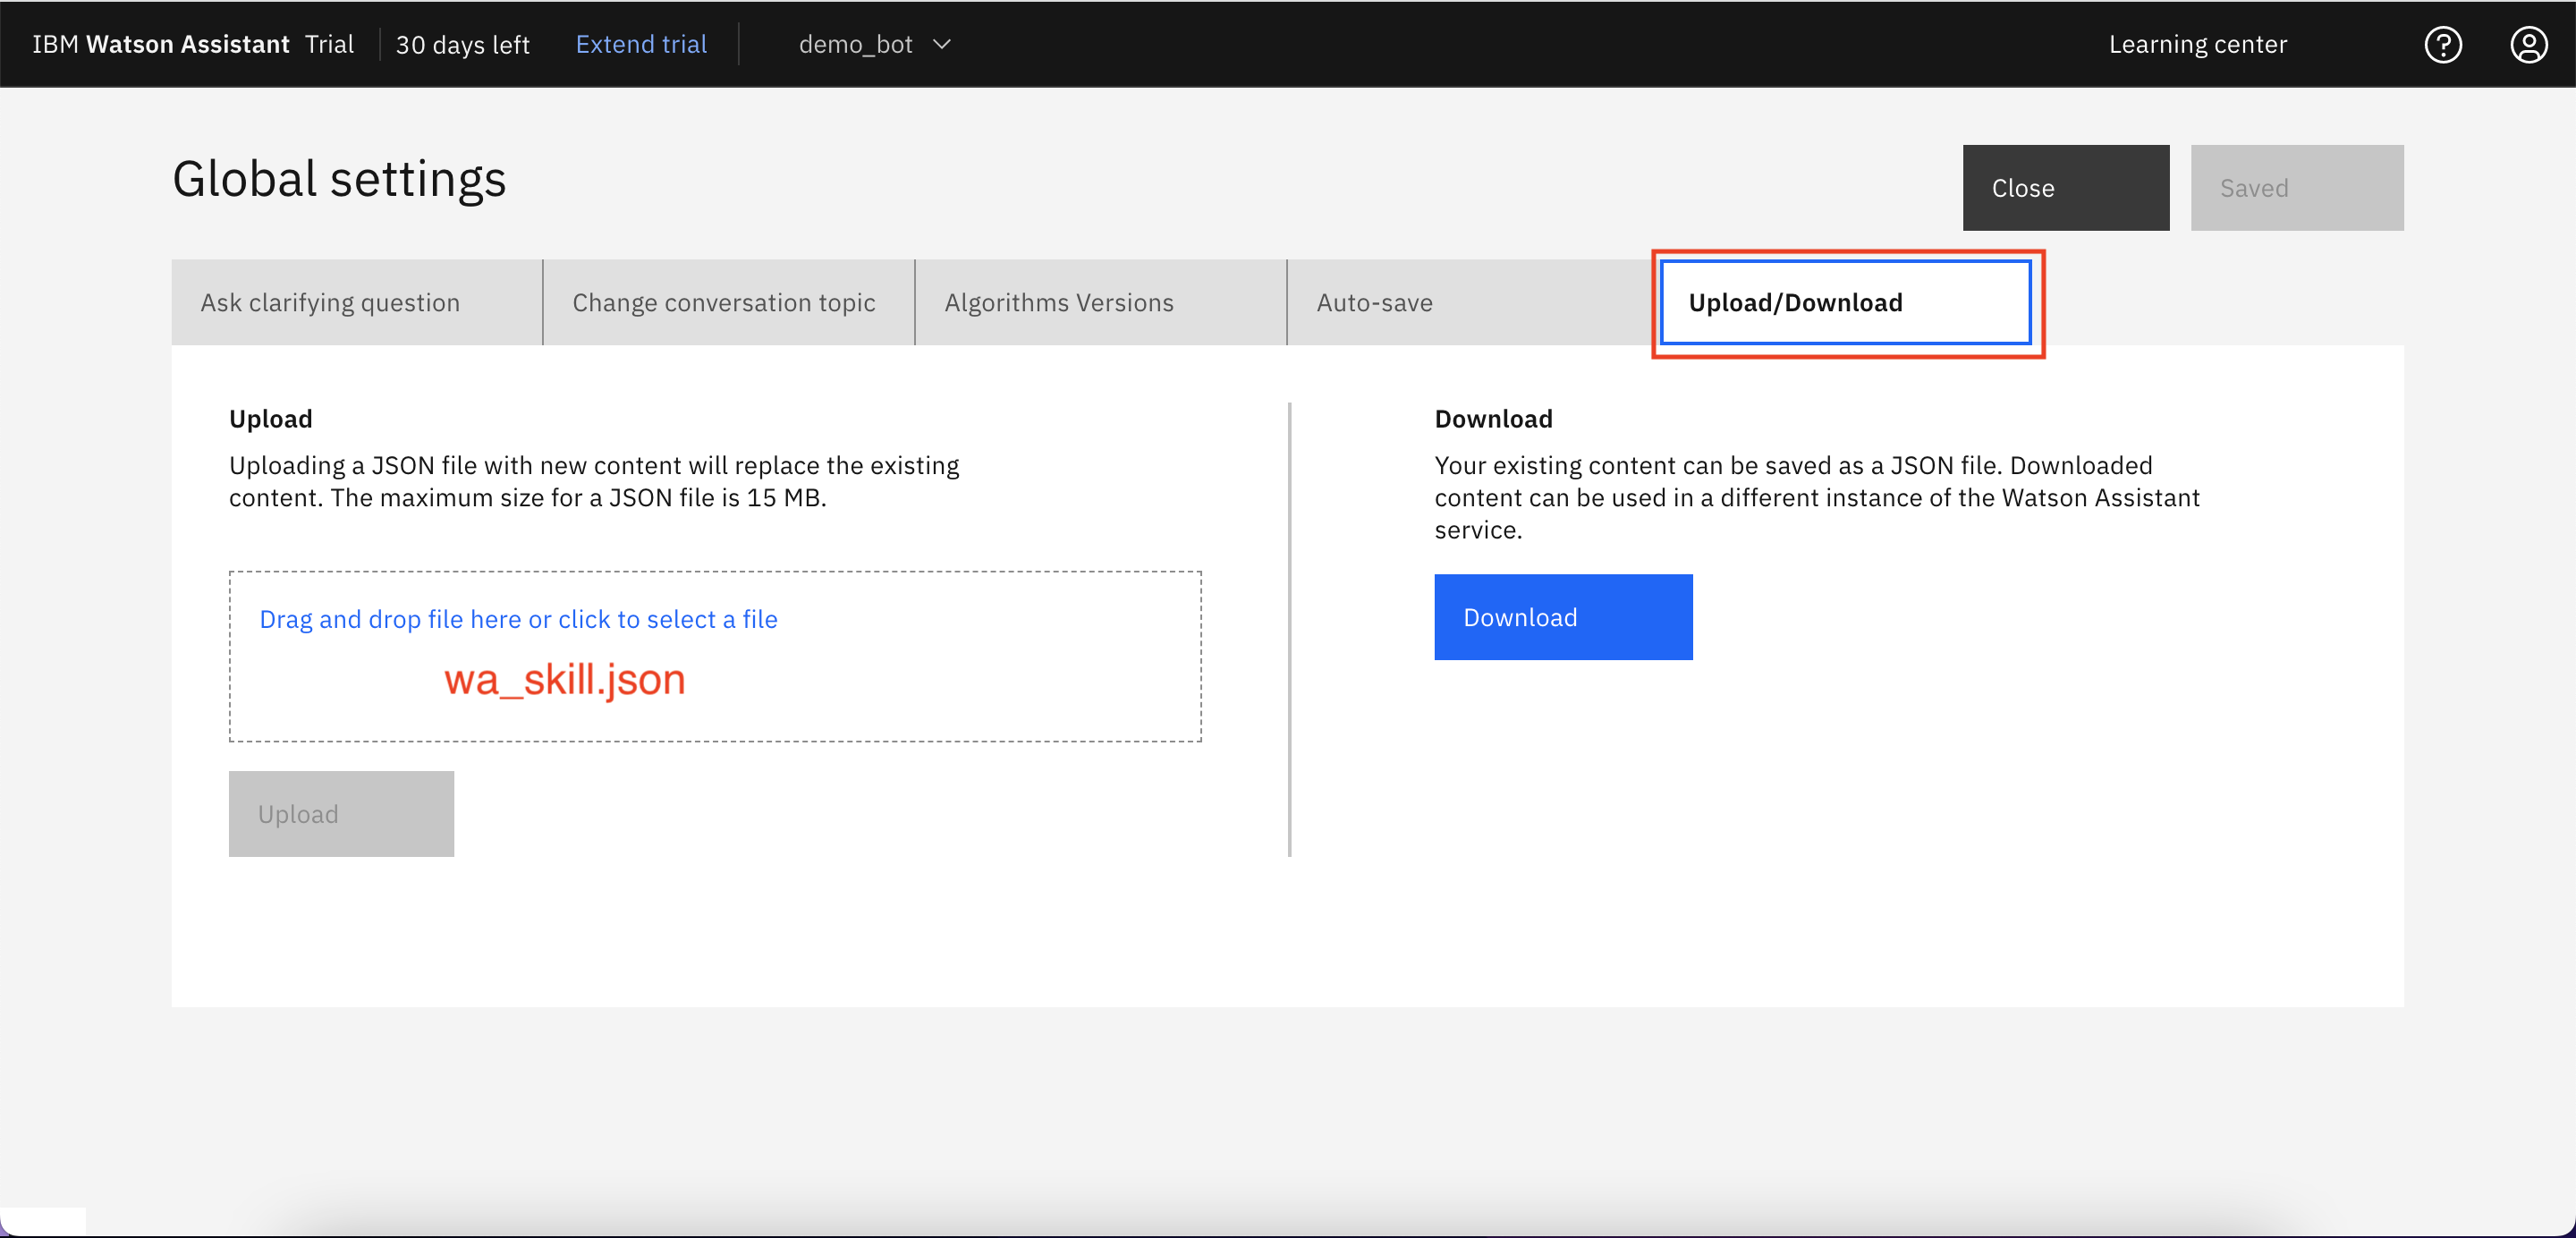 IBM Watson Assistant Trial 30 days left Extend trial demo_bot Learning center
Global settings
Close Saved
Ask clarifying question Change conversation topic Algorithms Versions Auto-save Upload/Download
Upload
Uploading a JSON file with new content will replace the existing
content. The maximum size for a JSON file is 15 MB.
Drag and drop file here or click to select a file
wa_skill.json
Upload
Download
Your existing content can be saved as a JSON file. Downloaded
content can be used in a different instance of the Watson Assistant
service.
Download